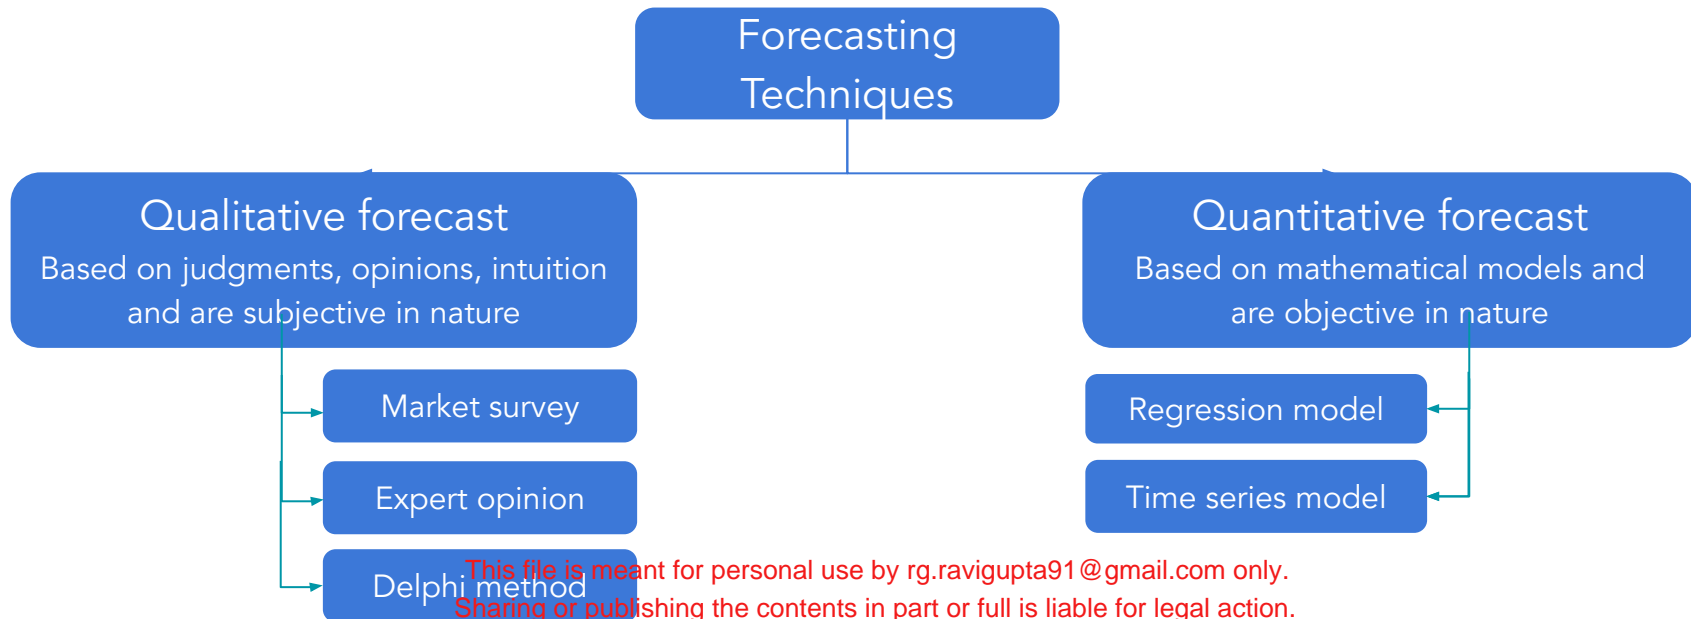 Forecasting
Techniques
Qualitative forecast
Based on judgments, opinions, intuition
and are subjective in nature
Quantitative forecast
Based on mathematical models and
are objective in nature
Market survey
Regression model
Expert opinion
Time series model
Delphi method
This file is meant for personal use by rg.ravigupta91@gmail.com only.
Sharing or publishing the contents in part or full is liable for legal action.